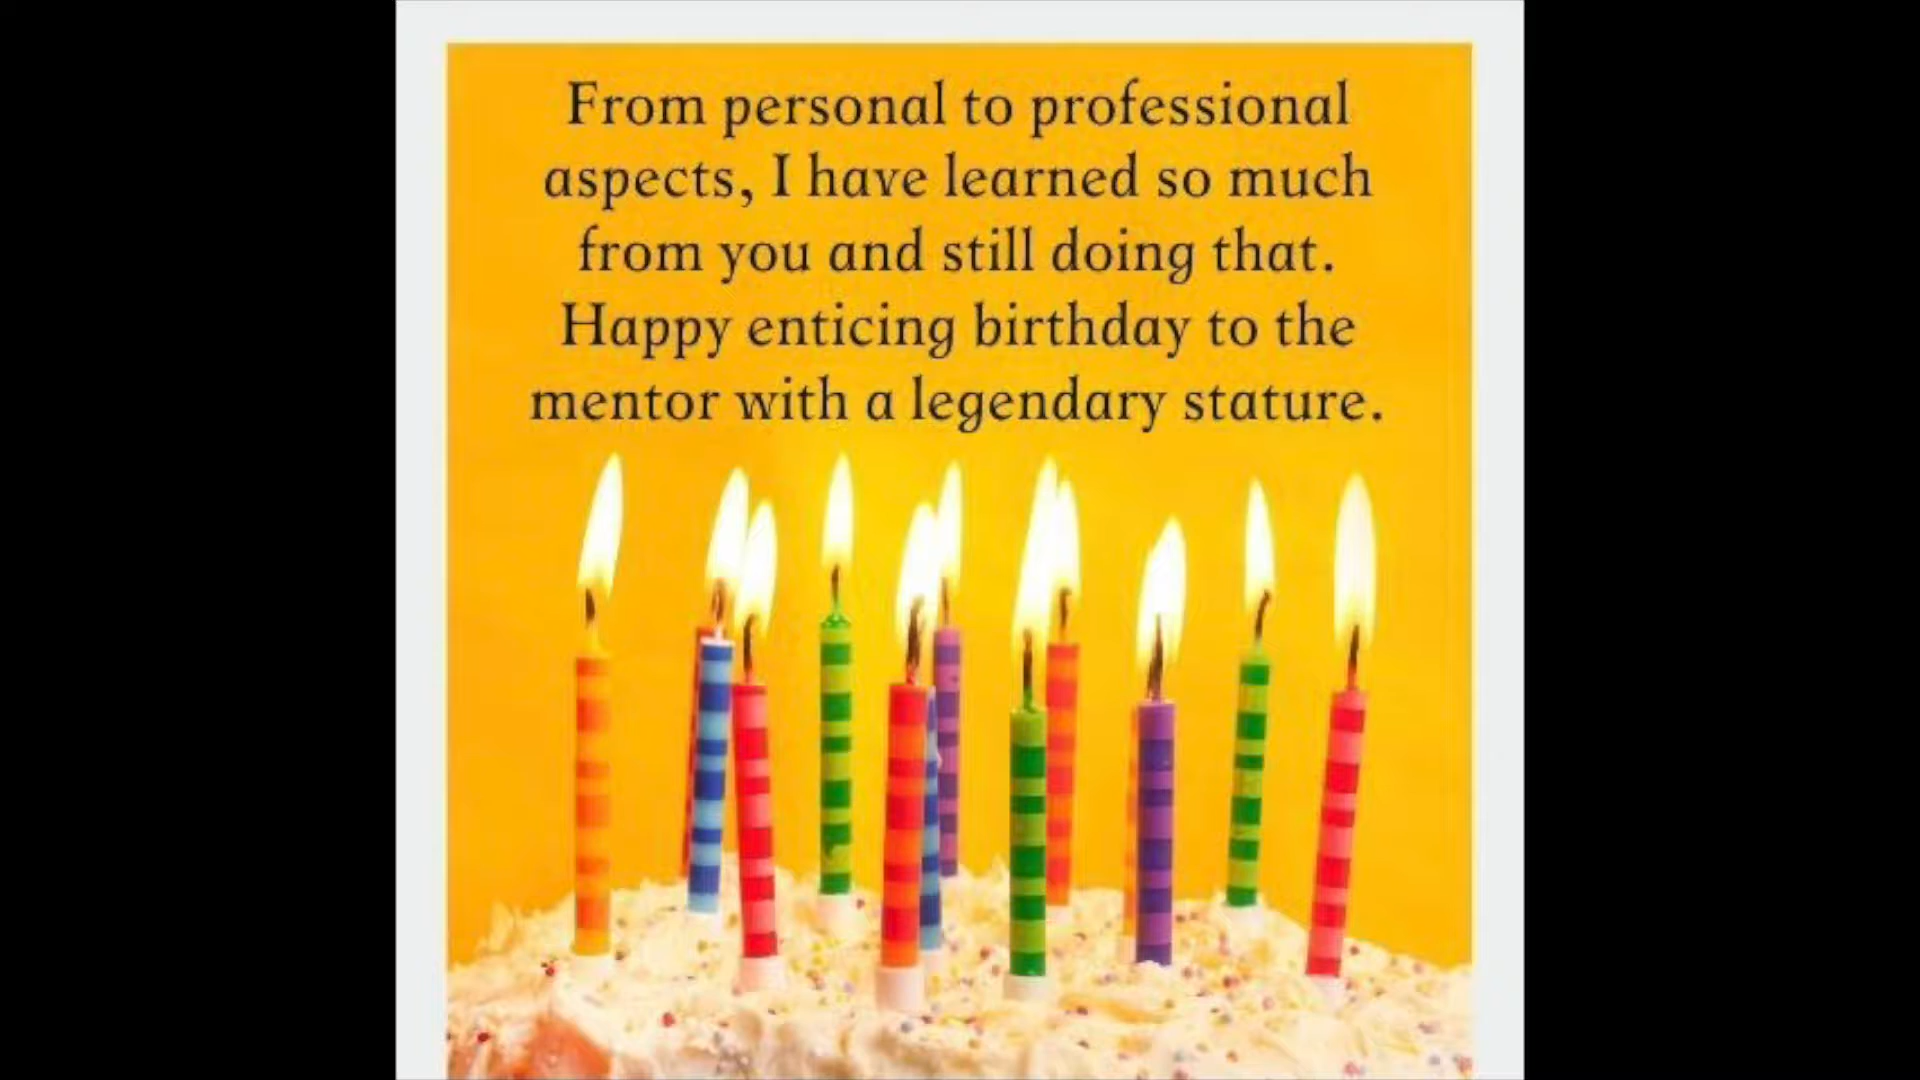 From personal to professional
aspects, I have learned so much
from you and still doing that.
Happy enticing birthday to the
mentor with a legendary stature.